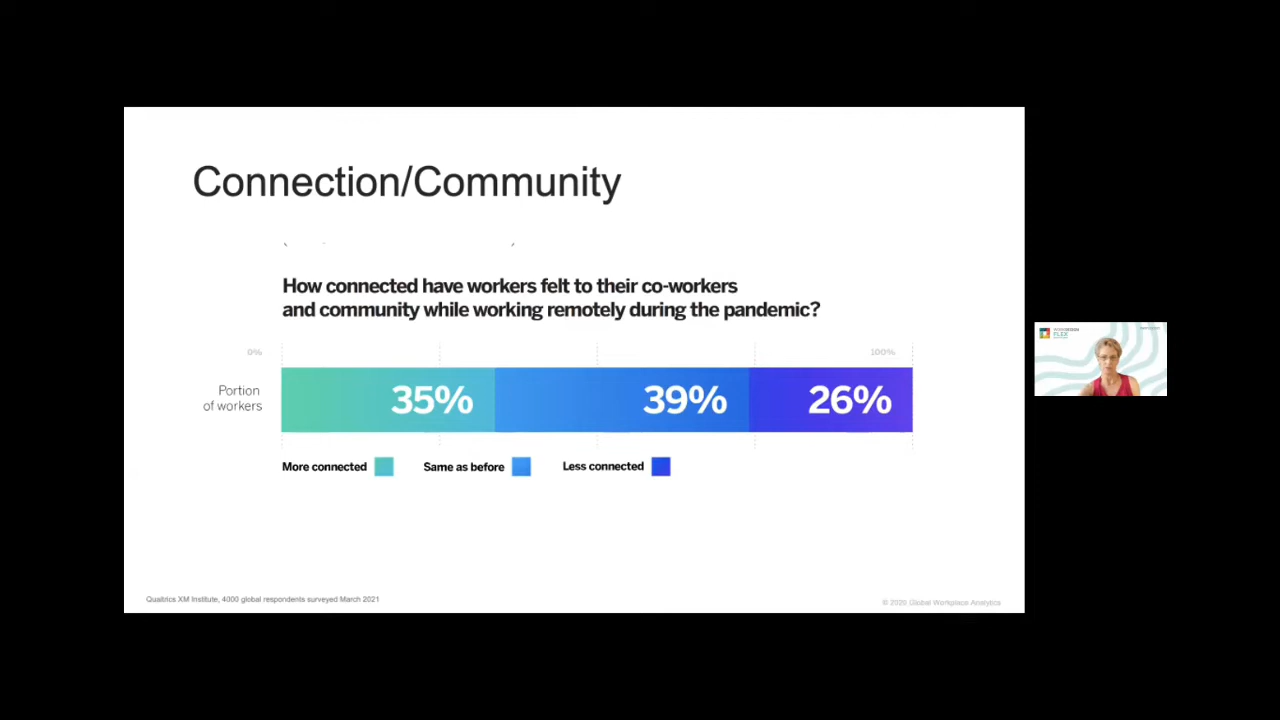 Connection/Community
How connected have workers felt to their co-workers
and community while working remotely during the pandemic?
0%
100%
Portion
of workers
35%
39%
26%
More connected
Same as before
Less connected
Qualtrics XM Institute, 4000 global respondents surveyed March 2021
© 2020 Global Workplace Analytics
FLEX